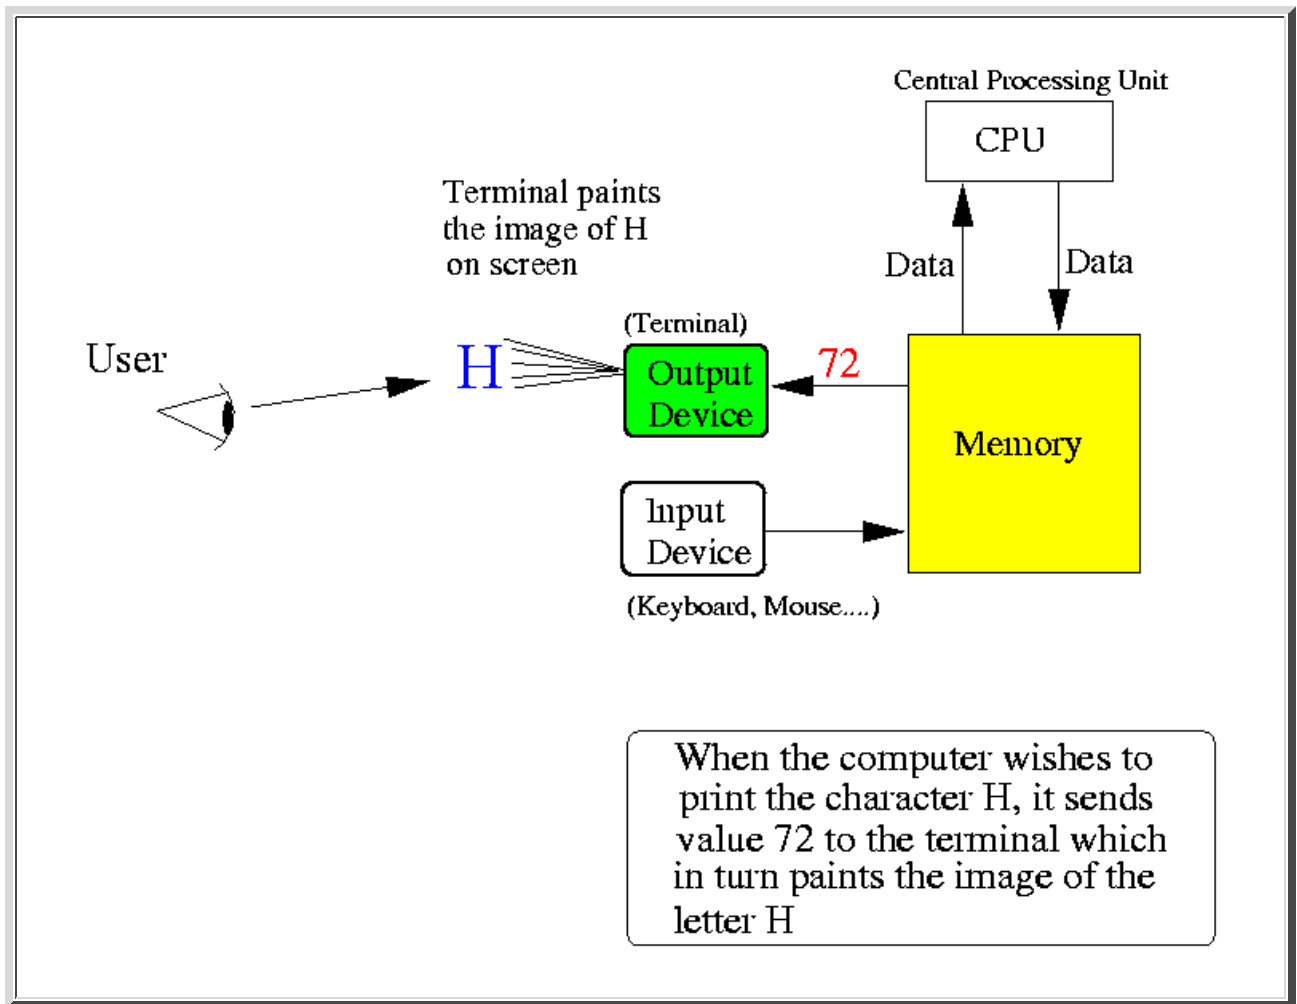 Central Processing Unit
CPU
Terminal paints
the image of H
on screen
Data
Data
(Terminal)
User
H
Output
Device
72
Memory
Input
Device
(Keyboard, Mouse....)
When the computer wishes to
print the character H, it sends
value 72 to the terminal which
in turn paints the image of the
letter H